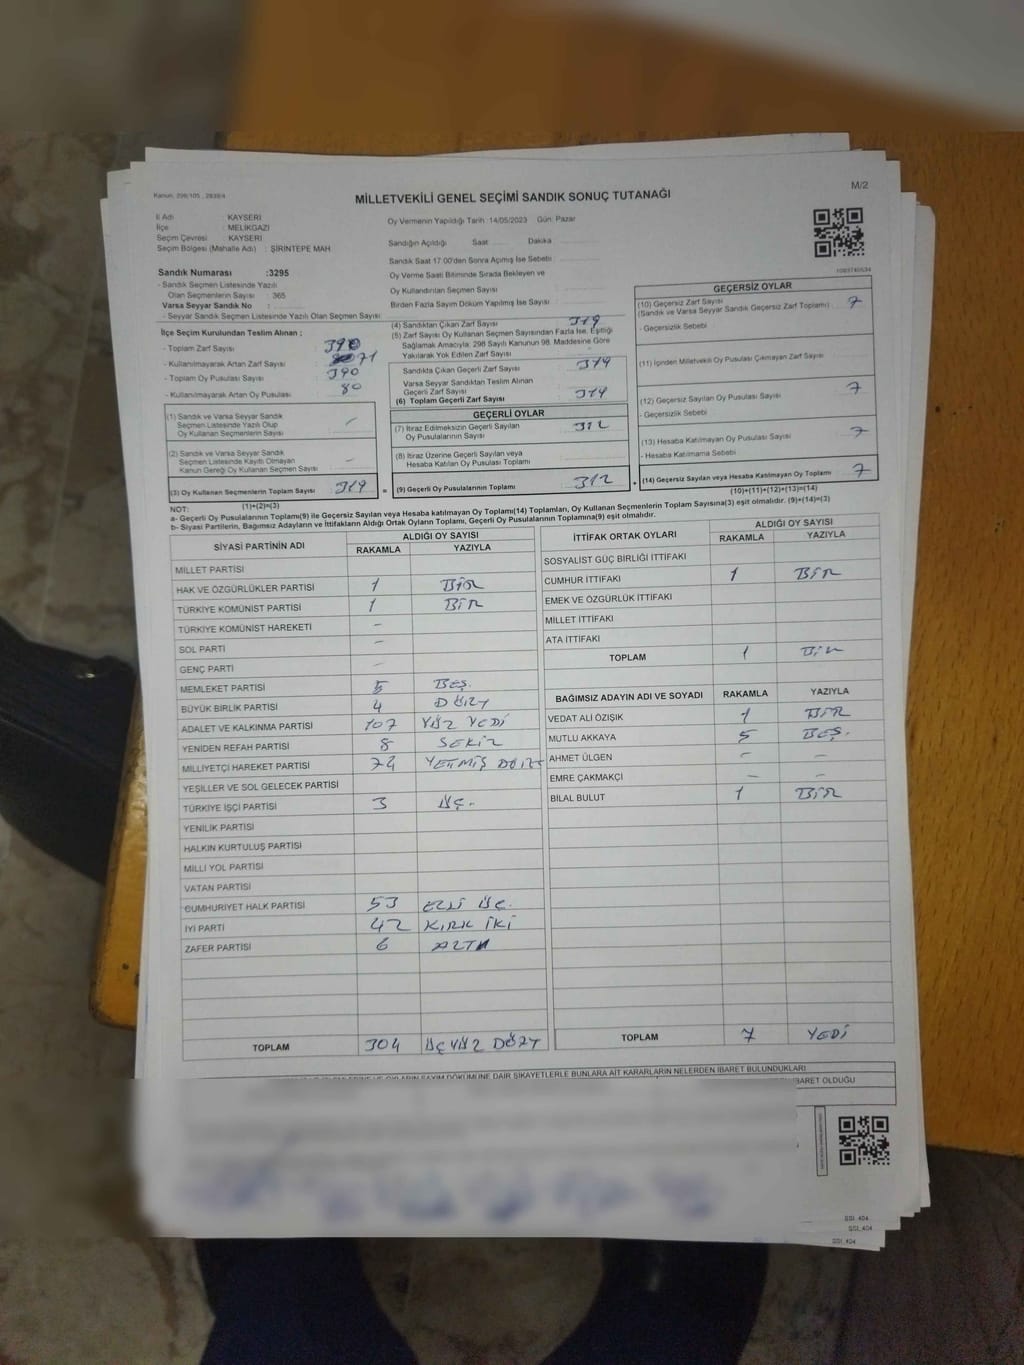 Kanun: 298/105 , 2839/4
MİLLETVEKİLİ GENEL SEÇİMİ SANDIK SONUÇ TUTANAĞI
M/2
İl Adı KAYSERİ
İlçe MELİKGAZİ
Seçim Çevresi KAYSERİ
Seçim Bölgesi (Mahalle Adı) : ŞİRİNTEPE MAH
Sandık Numarası :3295
- Sandık Seçmen Listesinde Yazılı
Olan Seçmenlerin Sayısı : 365
Varsa Seyyar Sandık No :
- Seyyar Sandık Seçmen Listesinde Yazılı Olan Seçmen Sayısı
Oy Vermenin Yapıldığı Tarih : 14/05/2023 Gün: Pazar
Sandığın Açıldığı Saat Dakika
Sandık Saat 17.00'den Sonra Açılmış İse Sebebi :
Oy Verme Saati Bitiminde Sırada Bekleyen ve
Oy Kullandırılan Seçmen Sayısı
Birden Fazla Sayım Döküm Yapılmış İse Sayısı :
İlçe Seçim Kurulundan Teslim Alınan ;
- Toplam Zarf Sayısı : 390
- Kullanılmayarak Artan Zarf Sayısı : 71
- Toplam Oy Pusulası Sayısı : 390
- Kullanılmayarak Artan Oy Pusulası : 80
(4) Sandıktan Çıkan Zarf Sayısı 319
(5) Zarf Sayısı Oy Kullanan Seçmen Sayısından Fazla İse, Eşitliği
Sağlamak Amacıyla; 298 Sayılı Kanunun 98. Maddesine Göre
Yakılarak Yok Edilen Zarf Sayısı
Sandıkta Çıkan Geçerli Zarf Sayısı 319
Varsa Seyyar Sandıktan Teslim Alınan
Geçerli Zarf Sayısı
(6) Toplam Geçerli Zarf Sayısı 319
GEÇERSİZ OYLAR
(10) Geçersiz Zarf Sayısı 7
(Sandık ve Varsa Seyyar Sandık Geçersiz Zarf Toplamı)
- Geçersizlik Sebebi
(11) İçinden Milletvekili Oy Pusulası Çıkmayan Zarf Sayısı
(12) Geçersiz Sayılan Oy Pusulası Sayısı 7
- Geçersizlik Sebebi
(13) Hesaba Katılmayan Oy Pusulası Sayısı 7
- Hesaba Katılmama Sebebi
(14) Geçersiz Sayılan veya Hesaba Katılmayan Oy Toplamı 7
(10)+(11)+(12)+(13)=(14)
(1) Sandık ve Varsa Seyyar Sandık
Seçmen Listesinde Yazılı Olup
Oy Kullanan Seçmenlerin Sayısı –
(2) Sandık ve Varsa Seyyar Sandık
Seçmen Listesinde Kayıtlı Olmayan
Kanun Gereği Oy Kullanan Seçmen Sayısı –
(3) Oy Kullanan Seçmenlerin Toplam Sayısı 319 =
(1)+(2)=(3)
GEÇERLİ OYLAR
(7) İtiraz Edilmeksizin Geçerli Sayılan
Oy Pusulalarının Sayısı 312
(8) İtiraz Üzerine Geçerli Sayılan veya
Hesaba Katılan Oy Pusulası Toplamı
(9) Geçerli Oy Pusulalarının Toplamı 312 +
NOT:
a- Geçerli Oy Pusulalarının Toplamı(9) ile Geçersiz Sayılan veya Hesaba katılmayan Oy Toplamı(14) Toplamları, Oy Kullanan Seçmenlerin Toplam Sayısına(3) eşit olmalıdır. (9)+(14)=(3)
b- Siyasi Partilerin, Bağımsız Adayların ve İttifakların Aldığı Ortak Oyların Toplamı, Geçerli Oy Pusulalarının Toplamına(9) eşit olmalıdır.
SİYASİ PARTİNİN ADI ALDIĞI OY SAYISI
RAKAMLA YAZIYLA
MİLLET PARTİSİ
HAK VE ÖZGÜRLÜKLER PARTİSİ 1 BİR
TÜRKİYE KOMÜNİST PARTİSİ 1 BİR
TÜRKİYE KOMÜNİST HAREKETİ –
SOL PARTİ –
GENÇ PARTİ –
MEMLEKET PARTİSİ 5 BEŞ.
BÜYÜK BİRLİK PARTİSİ 4 DÖRT
ADALET VE KALKINMA PARTİSİ 107 YÜZ YEDİ
YENİDEN REFAH PARTİSİ 8 SEKİZ
MİLLİYETÇİ HAREKET PARTİSİ 74 YETMİŞ DÖRT
YEŞİLLER VE SOL GELECEK PARTİSİ
TÜRKİYE İŞÇİ PARTİSİ 3 ÜÇ.
YENİLİK PARTİSİ
HALKIN KURTULUŞ PARTİSİ
MİLLİ YOL PARTİSİ
VATAN PARTİSİ
CUMHURİYET HALK PARTİSİ 53 ELLİ ÜÇ.
İYİ PARTİ 42 KIRK İKİ
ZAFER PARTİSİ 6 ALTI
TOPLAM 304 ÜÇYÜZ DÖRT
İTTİFAK ORTAK OYLARI ALDIĞI OY SAYISI
RAKAMLA YAZIYLA
SOSYALİST GÜÇ BİRLİĞİ İTTİFAKI
CUMHUR İTTİFAKI 1 BİR
EMEK VE ÖZGÜRLÜK İTTİFAKI
MİLLET İTTİFAKI
ATA İTTİFAKI
TOPLAM 1 BİR
BAĞIMSIZ ADAYIN ADI VE SOYADI RAKAMLA YAZIYLA
VEDAT ALİ ÖZIŞIK 1 BİR
MUTLU AKKAYA 5 BEŞ.
AHMET ÜLGEN – –
EMRE ÇAKMAKÇİ – –
BİLAL BULUT 1 BİR
TOPLAM 7 YEDİ
SAYIM DÖKÜMÜNE DAİR ŞİKAYETLERLE BUNLARA AİT KARARLARIN NELERDEN İBARET BULUNDUKLARI
İBARET OLDUĞU
SSI_404
SSI_404
SSI_404